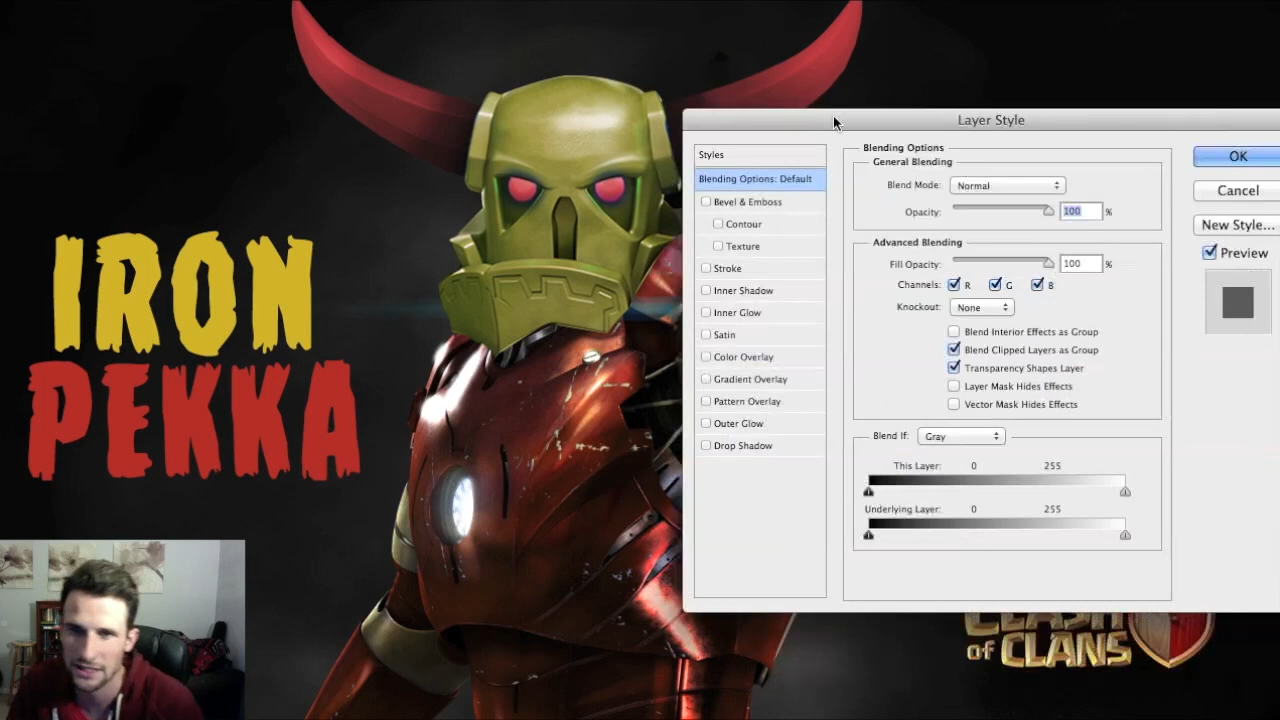 IRON
PEKKA
Layer Style
Styles
Blending Options: Default
Bevel & Emboss
Contour
Texture
Stroke
Inner Shadow
Inner Glow
Satin
Color Overlay
Gradient Overlay
Pattern Overlay
Outer Glow
Drop Shadow
Blending Options
General Blending
Blend Mode: Normal
Opacity: 100 %
Advanced Blending
Fill Opacity: 100 %
Channels: R G B
Knockout: None
Blend Interior Effects as Group
Blend Clipped Layers as Group
Transparency Shapes Layer
Layer Mask Hides Effects
Vector Mask Hides Effects
Blend If: Gray
This Layer: 0 255
Underlying Layer: 0 255
OK
Cancel
New Style...
Preview
CLASH
OF CLANS